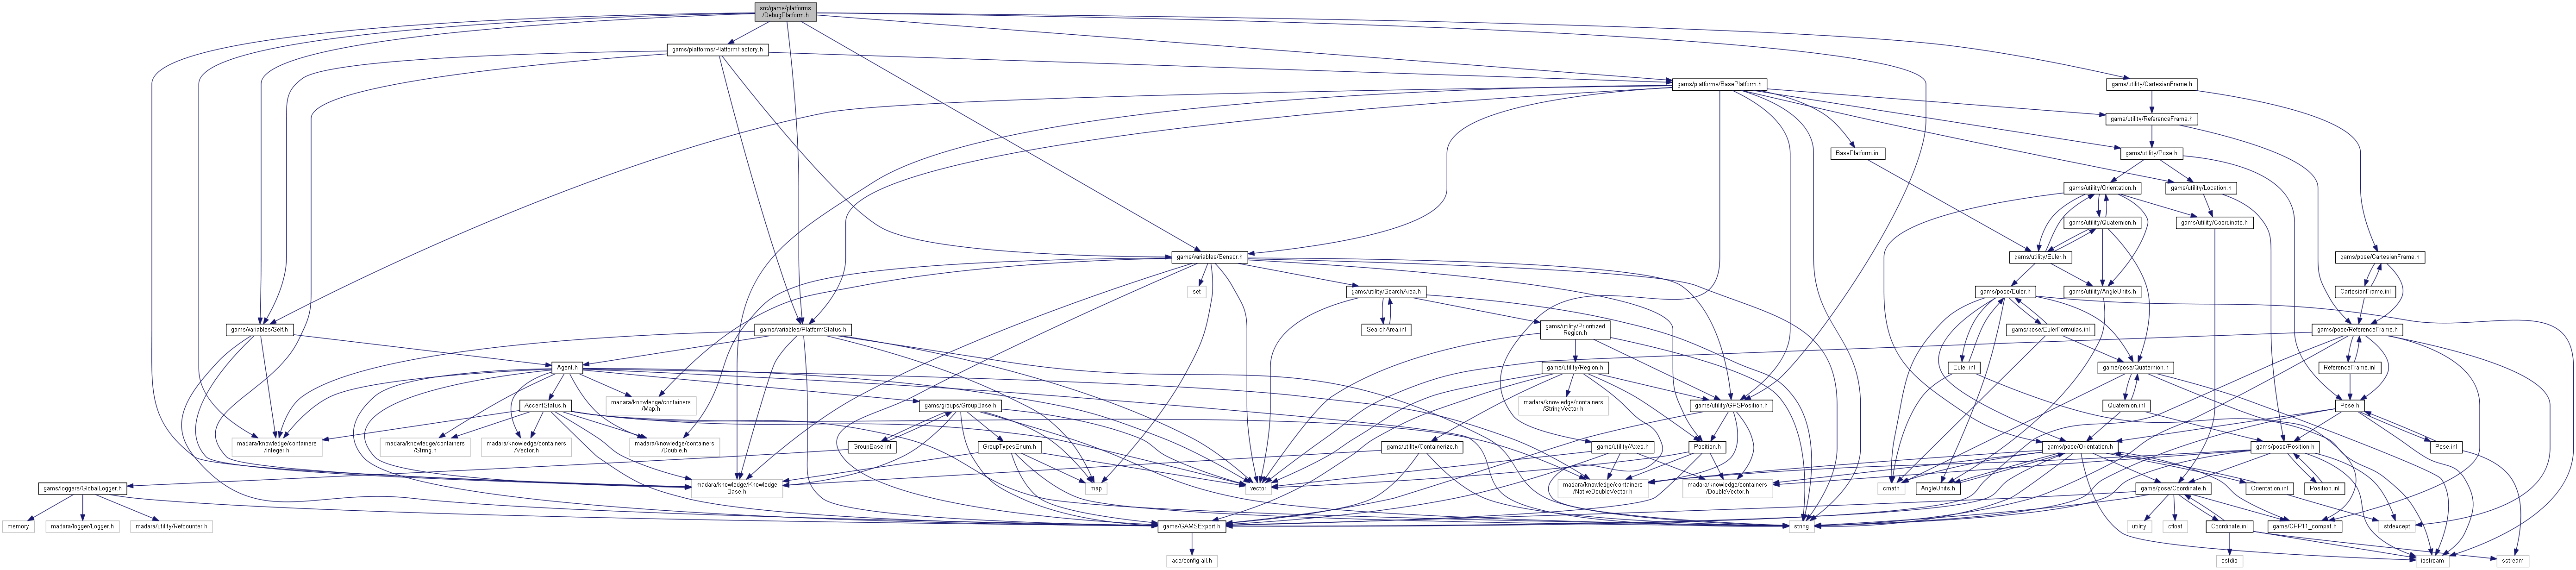 src/gams/platforms
/DebugPlatform.h
gams/platforms/PlatformFactory.h
gams/platforms/BasePlatform.h
gams/utility/CartesianFrame.h
gams/utility/ReferenceFrame.h
BasePlatform.inl
gams/utility/Pose.h
gams/utility/Orientation.h
gams/utility/Location.h
gams/utility/Quaternion.h
gams/utility/Coordinate.h
gams/variables/Sensor.h
gams/utility/Euler.h
gams/pose/CartesianFrame.h
set
gams/utility/SearchArea.h
gams/pose/Euler.h
gams/utility/AngleUnits.h
CartesianFrame.inl
gams/variables/Self.h
gams/variables/PlatformStatus.h
SearchArea.inl
gams/utility/Prioritized
Region.h
gams/pose/EulerFormulas.inl
gams/pose/ReferenceFrame.h
Agent.h
gams/utility/Region.h
Euler.inl
gams/pose/Quaternion.h
ReferenceFrame.inl
AccentStatus.h
madara/knowledge/containers
/Map.h
gams/groups/GroupBase.h
madara/knowledge/containers
/StringVector.h
gams/utility/GPSPosition.h
Quaternion.inl
Pose.h
madara/knowledge/containers
/Integer.h
madara/knowledge/containers
/String.h
madara/knowledge/containers
/Vector.h
madara/knowledge/containers
/Double.h
GroupBase.inl
GroupTypesEnum.h
gams/utility/Containerize.h
gams/utility/Axes.h
Position.h
gams/pose/Orientation.h
gams/pose/Position.h
Pose.inl
gams/loggers/GlobalLogger.h
madara/knowledge/Knowledge
Base.h
map
vector
madara/knowledge/containers
/NativeDoubleVector.h
madara/knowledge/containers
/DoubleVector.h
cmath
AngleUnits.h
gams/pose/Coordinate.h
Orientation.inl
Position.inl
memory
madara/logger/Logger.h
madara/utility/Refcounter.h
gams/GAMSExport.h
string
utility
cfloat
Coordinate.inl
gams/CPP11_compat.h
stdexcept
ace/config-all.h
cstdio
iostream
sstream